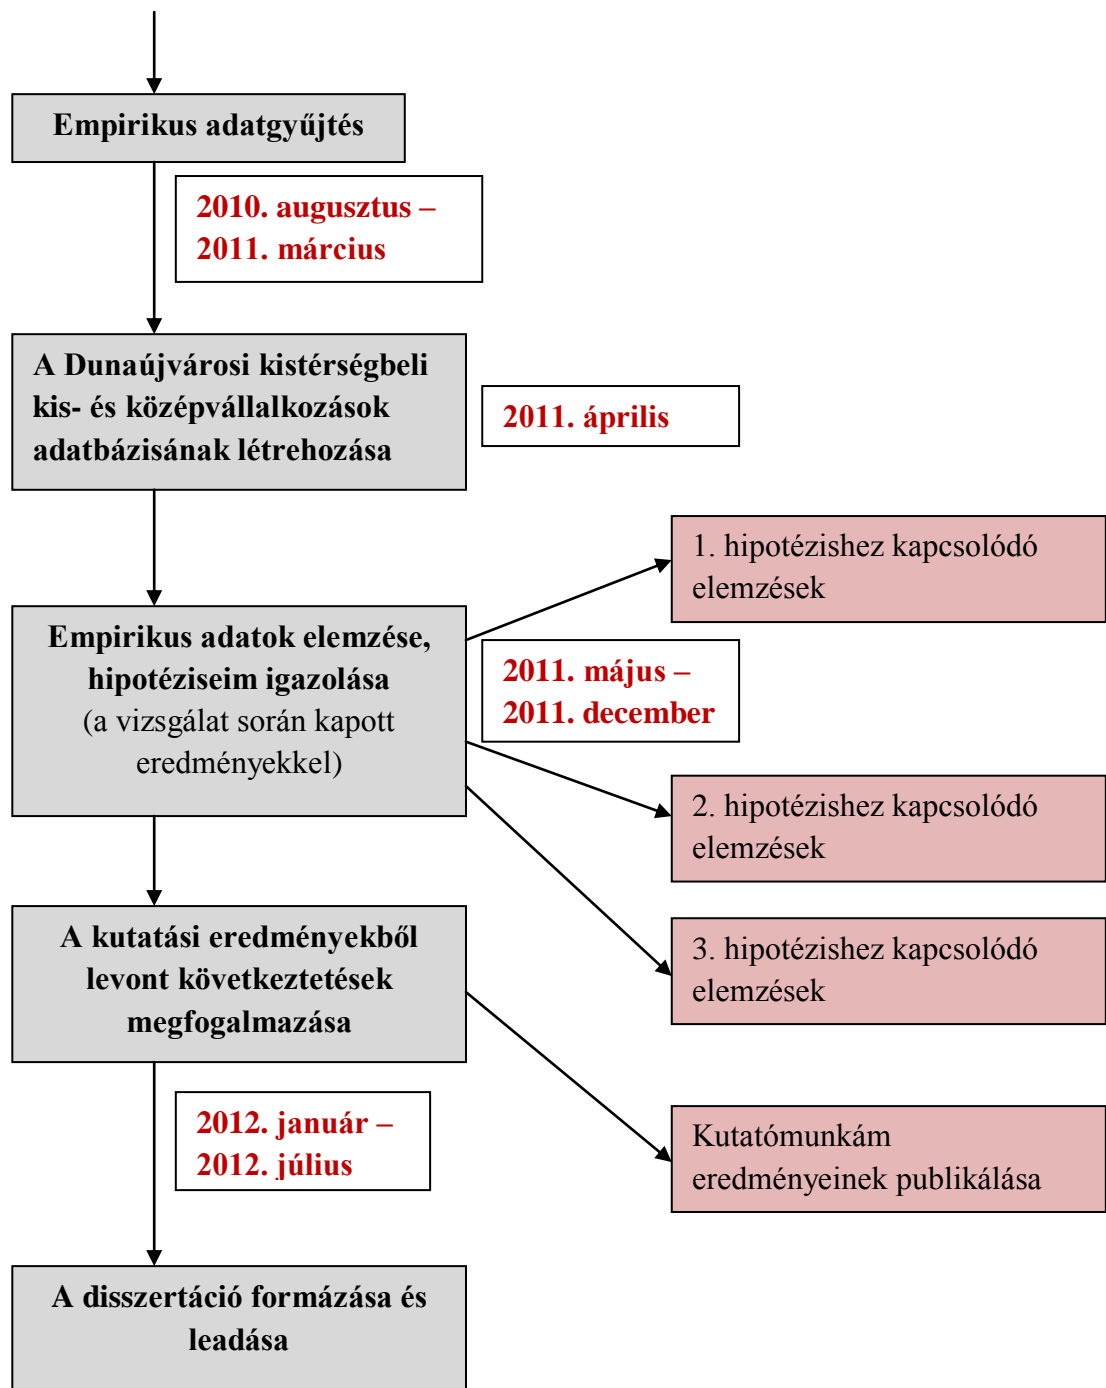 Empirikus adatgyűjtés
2010. augusztus –
2011. március
A Dunaújvárosi kistérségbeli
kis- és középvállalkozások
adatbázisának létrehozása
2011. április
1. hipotézishez kapcsolódó
elemzések
Empirikus adatok elemzése,
hipotéziseim igazolása
(a vizsgálat során kapott
eredményekkel)
2011. május –
2011. december
2. hipotézishez kapcsolódó
elemzések
A kutatási eredményekből
levont következtetések
megfogalmazása
3. hipotézishez kapcsolódó
elemzések
2012. január –
2012. július
Kutatómunkám
eredményeinek publikálása
A disszertáció formázása és
leadása